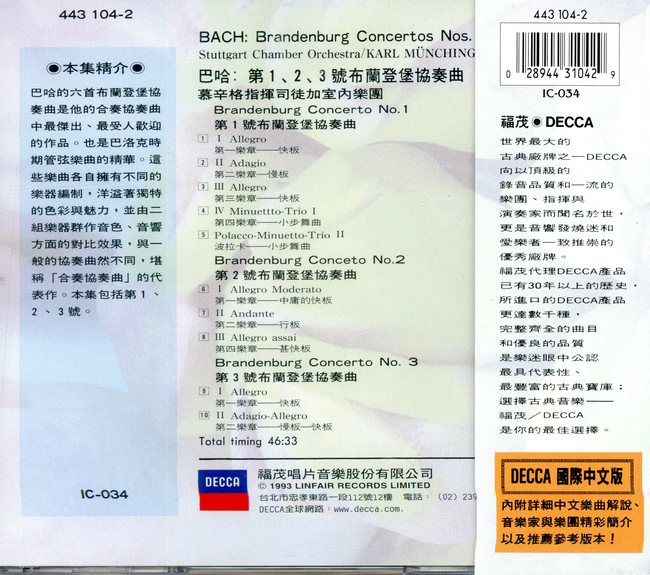 443 104-2
◉本集精介◉
巴哈的六首布蘭登堡協
奏曲是他的合奏協奏曲
中最傑出、最受人歡迎
的作品。也是巴洛克時
期管弦樂曲的精華。這
些樂曲各自擁有不同的
樂器編制，洋溢著獨特
的色彩與魅力，並由二
組樂器群作音色、音響
方面的對比效果，與一
般的協奏曲然不同，堪
稱「合奏協奏曲」的代
表作。本集包括第1、
2、3號。
IC-034
BACH: Brandenburg Concertos Nos.
Stuttgart Chamber Orchestra/KARL MÜNCHING
巴哈：第1、2、3號布蘭登堡協奏曲
慕辛格指揮司徒加室內樂團
Brandenburg Concerto No.1
第1號布蘭登堡協奏曲
1 I Allegro
第一樂章——快板
2 II Adagio
第二樂章—慢板
3 III Allegro
第三樂章——快板
4 IV Minuettto-Trio I
第四樂章——小步舞曲
5 Polacco-Minuetto-Trio II
波拉卡——小步舞曲
Brandenburg Conceto No.2
第2號布蘭登堡協奏曲
6 I Allegro Moderato
第一樂章——中庸的快板
7 II Andante
第二樂章——行板
8 III Allegro assai
第四樂章——甚快板
Brandenburg Concerto No. 3
第3號布蘭登堡協奏曲
9 I Allegro
第一樂章——快板
10 II Adagio-Allegro
第二樂章——慢板—快板
Total timing 46:33
DECCA
福茂唱片音樂股份有限公司
© 1993 LINFAIR RECORDS LIMITED
台北市忠孝東路一段112號12樓 電話：（02）239
DECCA全球網路：www.decca.com.
443 104-2
0 28944 31042 9
IC-034
福茂◉DECCA
世界最大的
古典廠牌之一DECCA
向以頂級的
錄音品質和一流的
樂團、指揮與
演奏家而聞名於世，
更是音響發燒迷和
愛樂者一致推崇的
優秀廠牌。
福茂代理DECCA產品
已有30年以上的歷史，
所進口的DECCA產品
更達數千種，
完整齊全的曲目
和優良的品質
是樂迷眼中公認
最具代表性、
最豐富的古典寶庫；
選擇古典音樂——
福茂／DECCA
是你的最佳選擇。
DECCA 國際中文版
內附詳細中文樂曲解說、
音樂家與樂團精彩簡介
以及推薦參考版本！